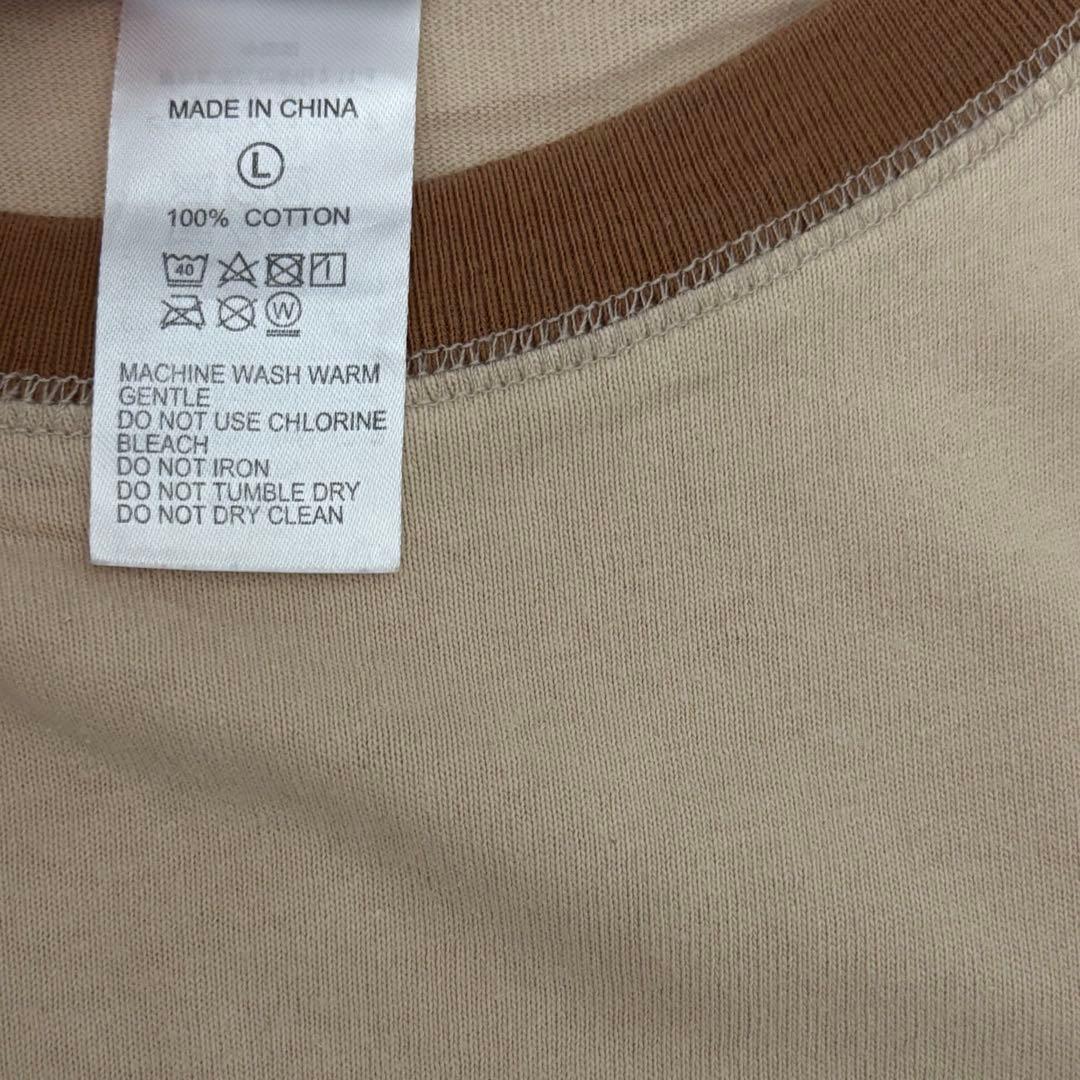 MADE IN CHINA
L
100% COTTON
40
W
MACHINE WASH WARM
GENTLE
DO NOT USE CHLORINE
BLEACH
DO NOT IRON
DO NOT TUMBLE DRY
DO NOT DRY CLEAN